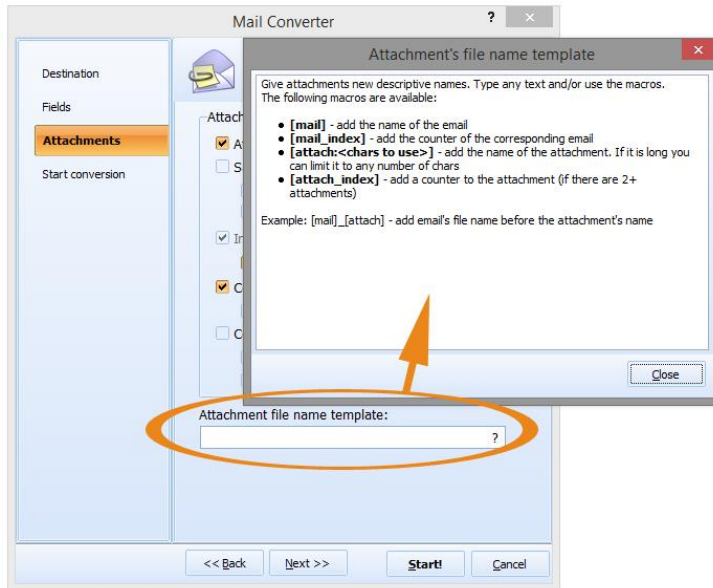 Mail Converter
?
x
Destination
Fields
Attachments
Start conversion
Attach
Attachment file name template:
?
<< Back
Next >>
Start!
Cancel
Attachment's file name template
x
Give attachments new descriptive names. Type any text and/or use the macros.
The following macros are available:
• [mail] - add the name of the email
• [mail_index] - add the counter of the corresponding email
• [attach:<chars to use>] - add the name of the attachment. If it is long you
can limit it to any number of chars
• [attach_index] - add a counter to the attachment (if there are 2+
attachments)
Example: [mail]_[attach] - add email's file name before the attachment's name
Close